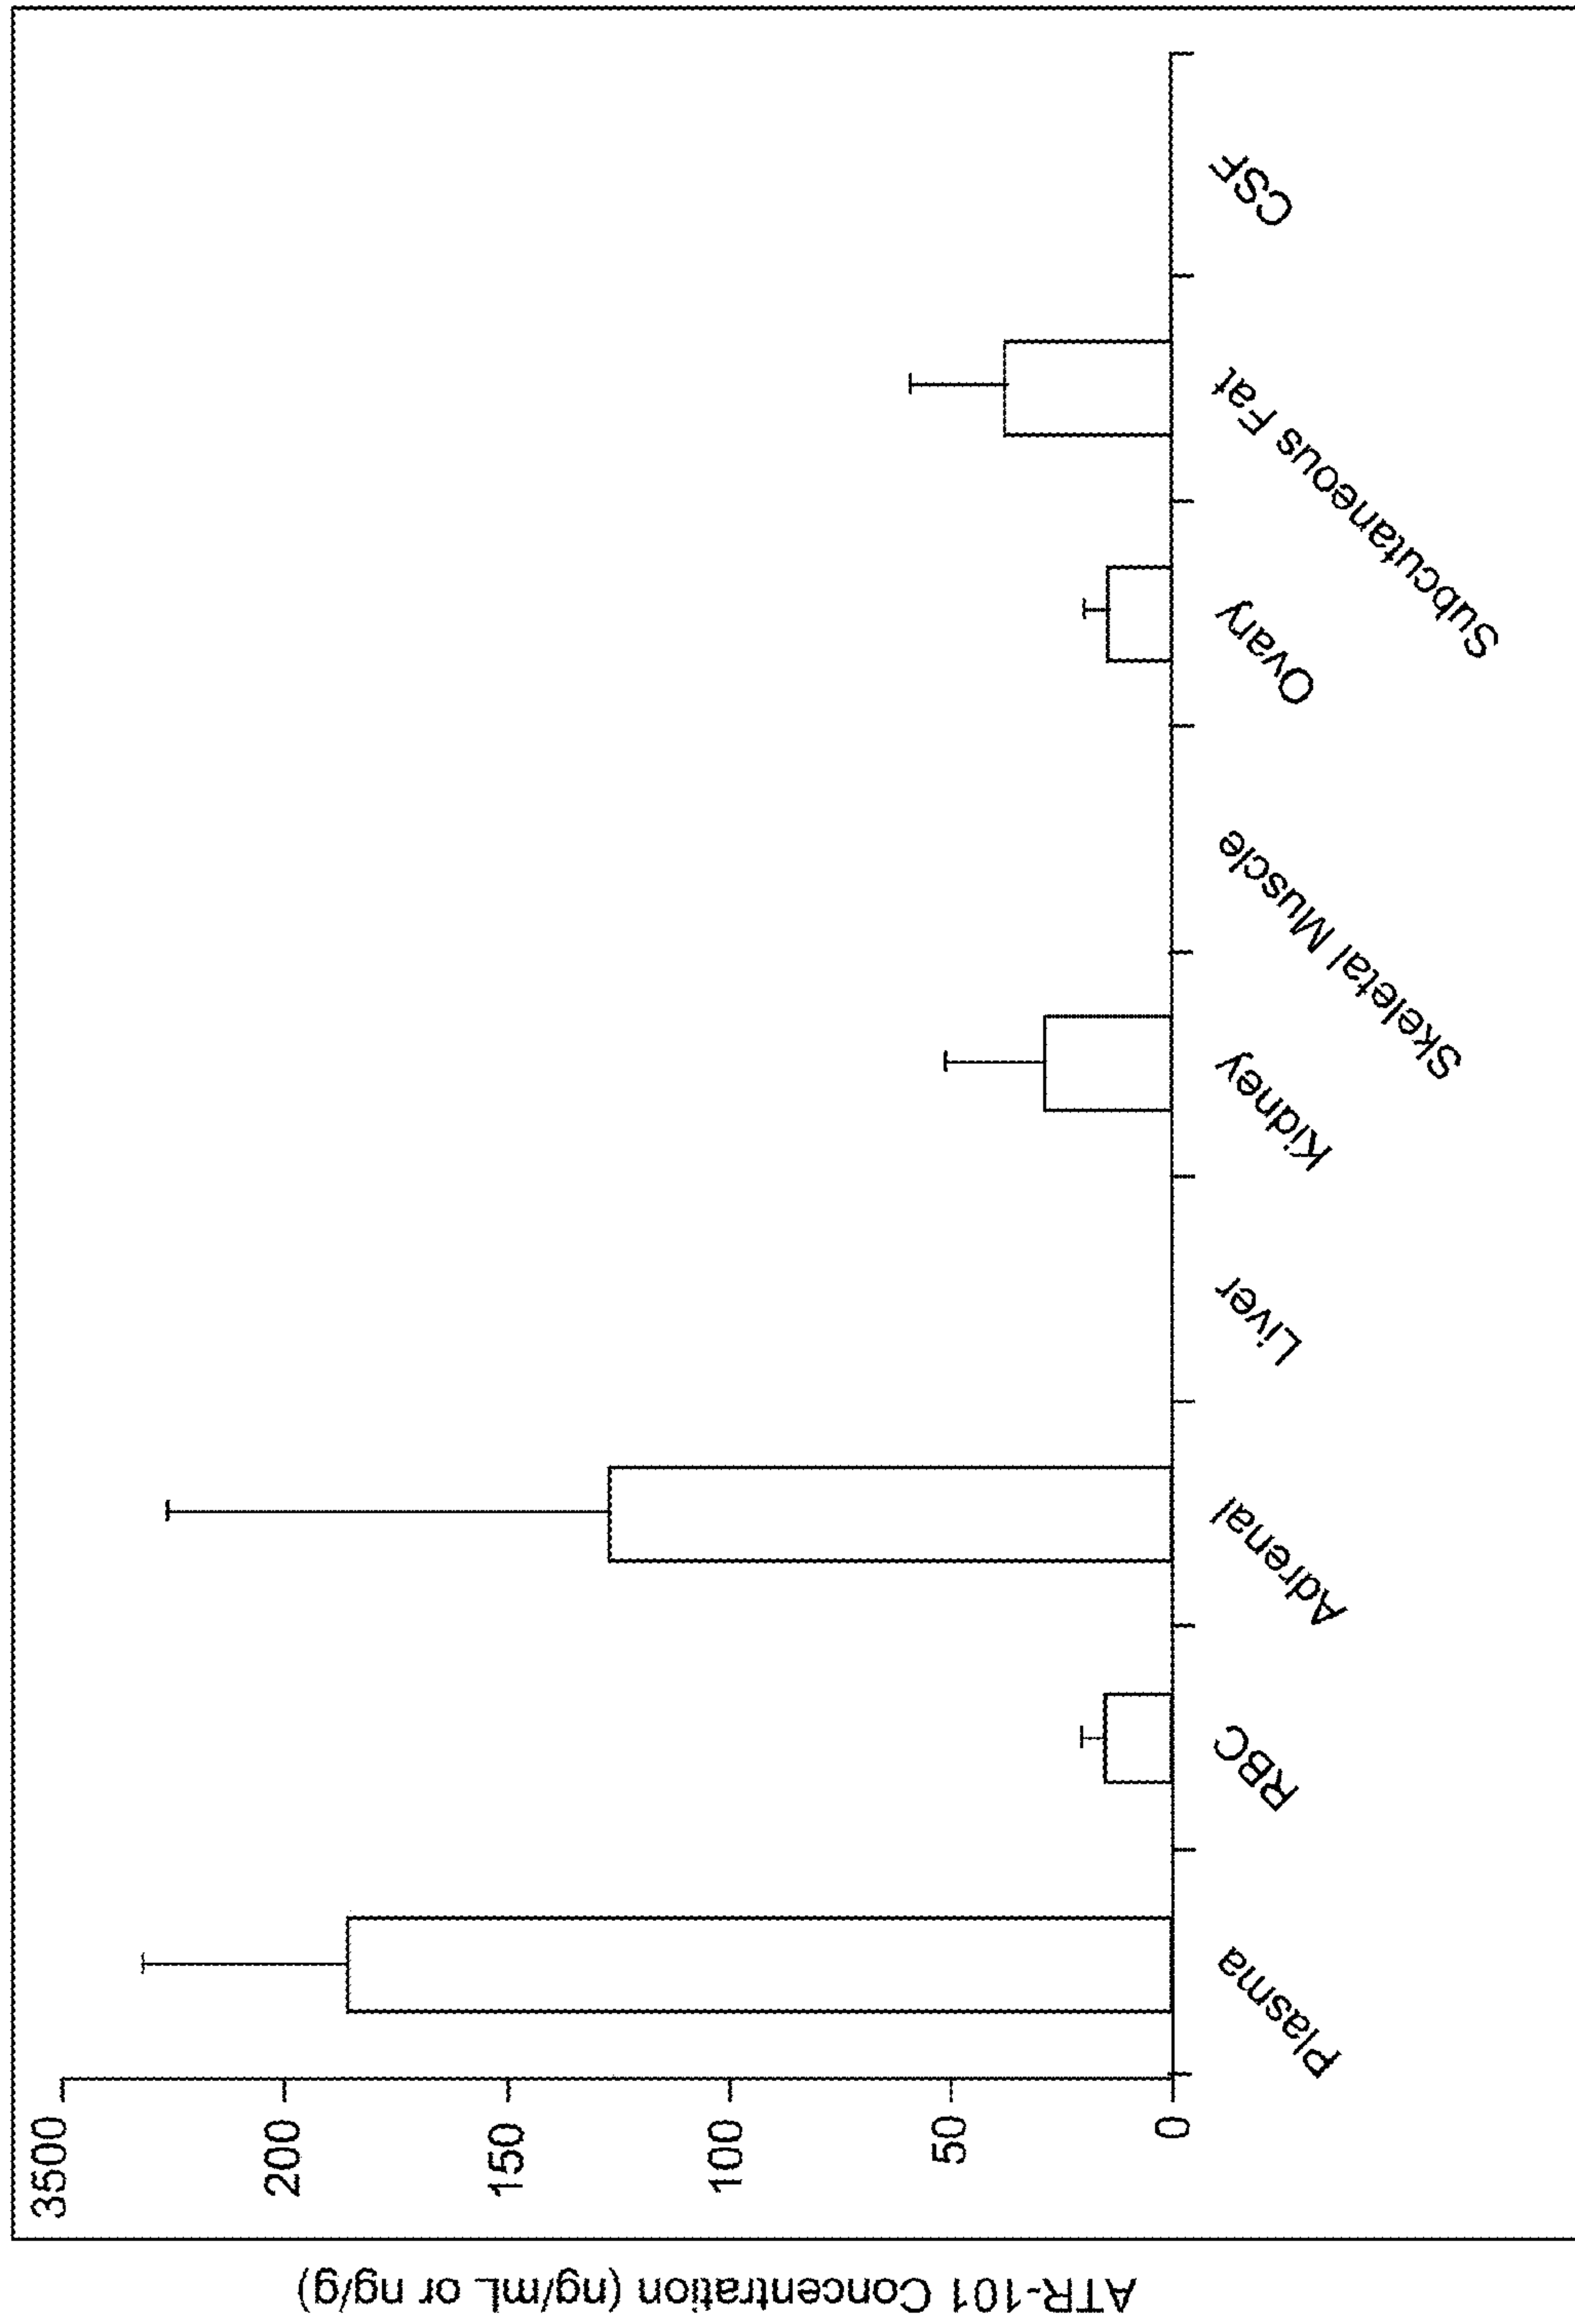 ATR-101 Concentration (ng/mL or ng/g)
3500
200
150
100
50
0
Plasma
RBC
Adrenal
Liver
Kidney
Skeletal Muscle
Ovary
Subcutaneous Fat
CSF